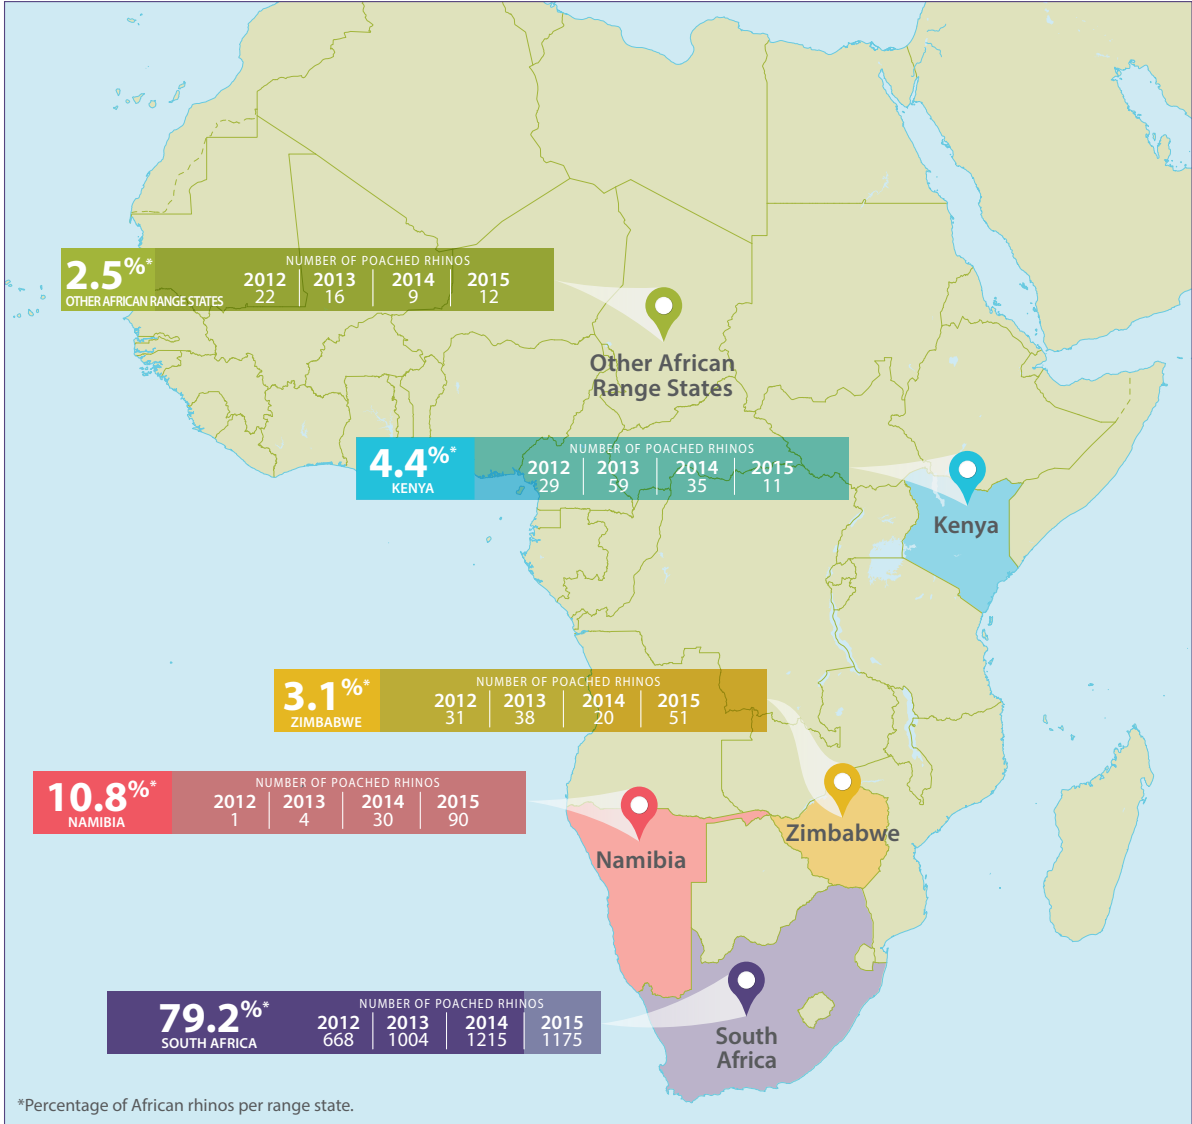 2.5%*
OTHER AFRICAN RANGE STATES
NUMBER OF POACHED RHINOS
2012 2013 2014 2015
22 16 9 12
Other African
Range States
4.4%*
KENYA
NUMBER OF POACHED RHINOS
2012 2013 2014 2015
29 59 35 11
Kenya
3.1%*
ZIMBABWE
NUMBER OF POACHED RHINOS
2012 2013 2014 2015
31 38 20 51
Zimbabwe
10.8%*
NAMIBIA
NUMBER OF POACHED RHINOS
2012 2013 2014 2015
1 4 30 90
Namibia
79.2%*
SOUTH AFRICA
NUMBER OF POACHED RHINOS
2012 2013 2014 2015
668 1004 1215 1175
South
Africa
*Percentage of African rhinos per range state.